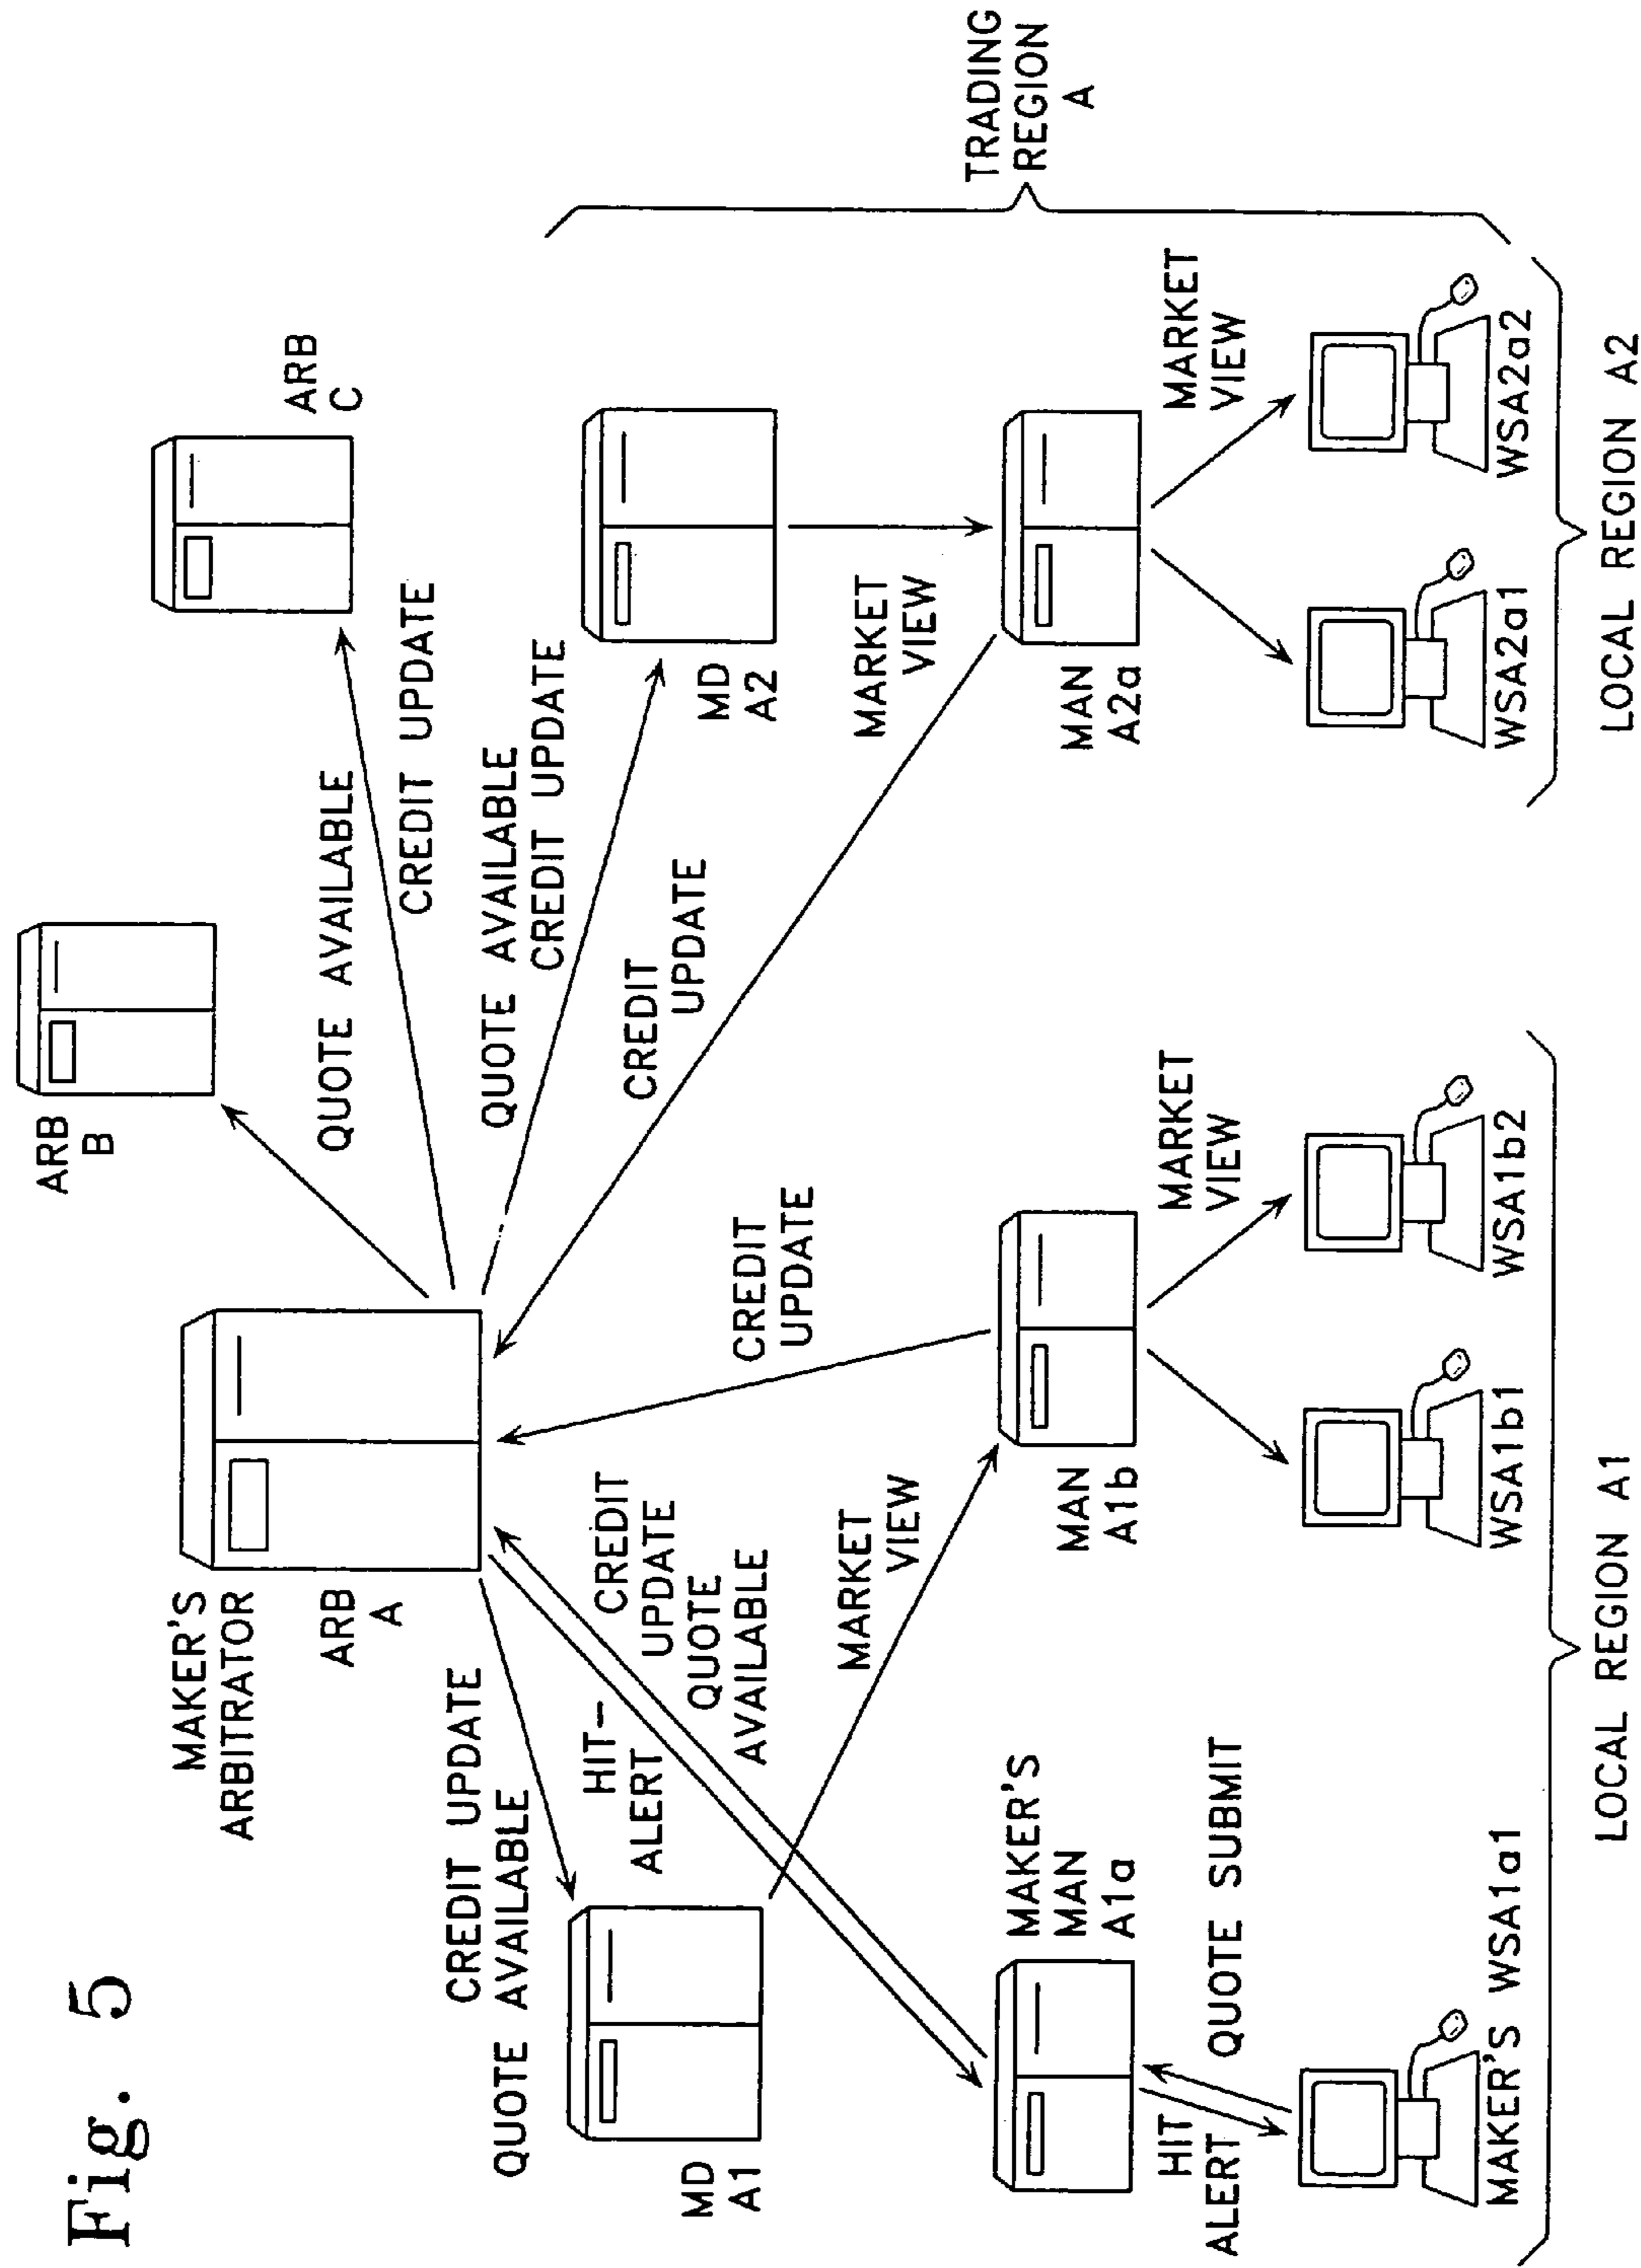 Fig. 5
ARB
B
ARB
C
MAKER'S
ARBITRATOR
ARB
A
QUOTE AVAILABLE
CREDIT UPDATE
QUOTE AVAILABLE
CREDIT UPDATE
CREDIT UPDATE
QUOTE AVAILABLE
HIT-
ALERT
CREDIT
UPDATE
QUOTE
AVAILABLE
CREDIT
UPDATE
CREDIT
UPDATE
MD
A1
MD
A2
MARKET
VIEW
MARKET
VIEW
TRADING
REGION
A
MAKER'S
MAN
A1a
MAN
A1b
MAN
A2a
HIT
ALERT
QUOTE SUBMIT
MARKET
VIEW
MARKET
VIEW
MAKER'S WSA1a1
WSA1b1
WSA1b2
WSA2a1
WSA2a2
LOCAL REGION A1
LOCAL REGION A2